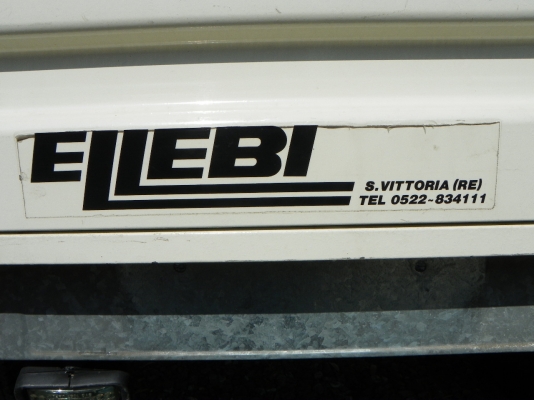 ELLEBI
S.VITTORIA (RE)
TEL 0522-834111